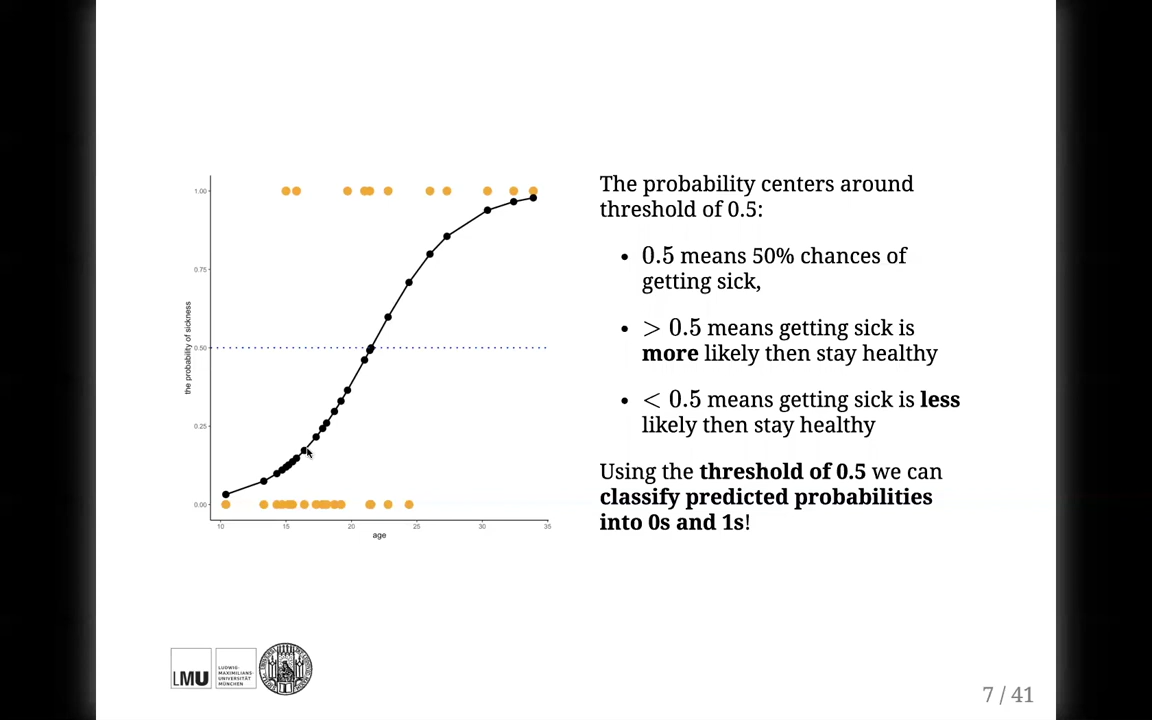 The probability centers around
threshold of 0.5:
• 0.5 means 50% chances of
getting sick,
• > 0.5 means getting sick is
more likely then stay healthy
• < 0.5 means getting sick is less
likely then stay healthy
Using the threshold of 0.5 we can
classify predicted probabilities
into 0s and 1s!
the probability of sickness
1.00
0.75
0.50
0.25
0.00
10 15 20 25 30 35
age
LMU
LUDWIG-
MAXIMILIANS-
UNIVERSITÄT
MÜNCHEN
7 / 41